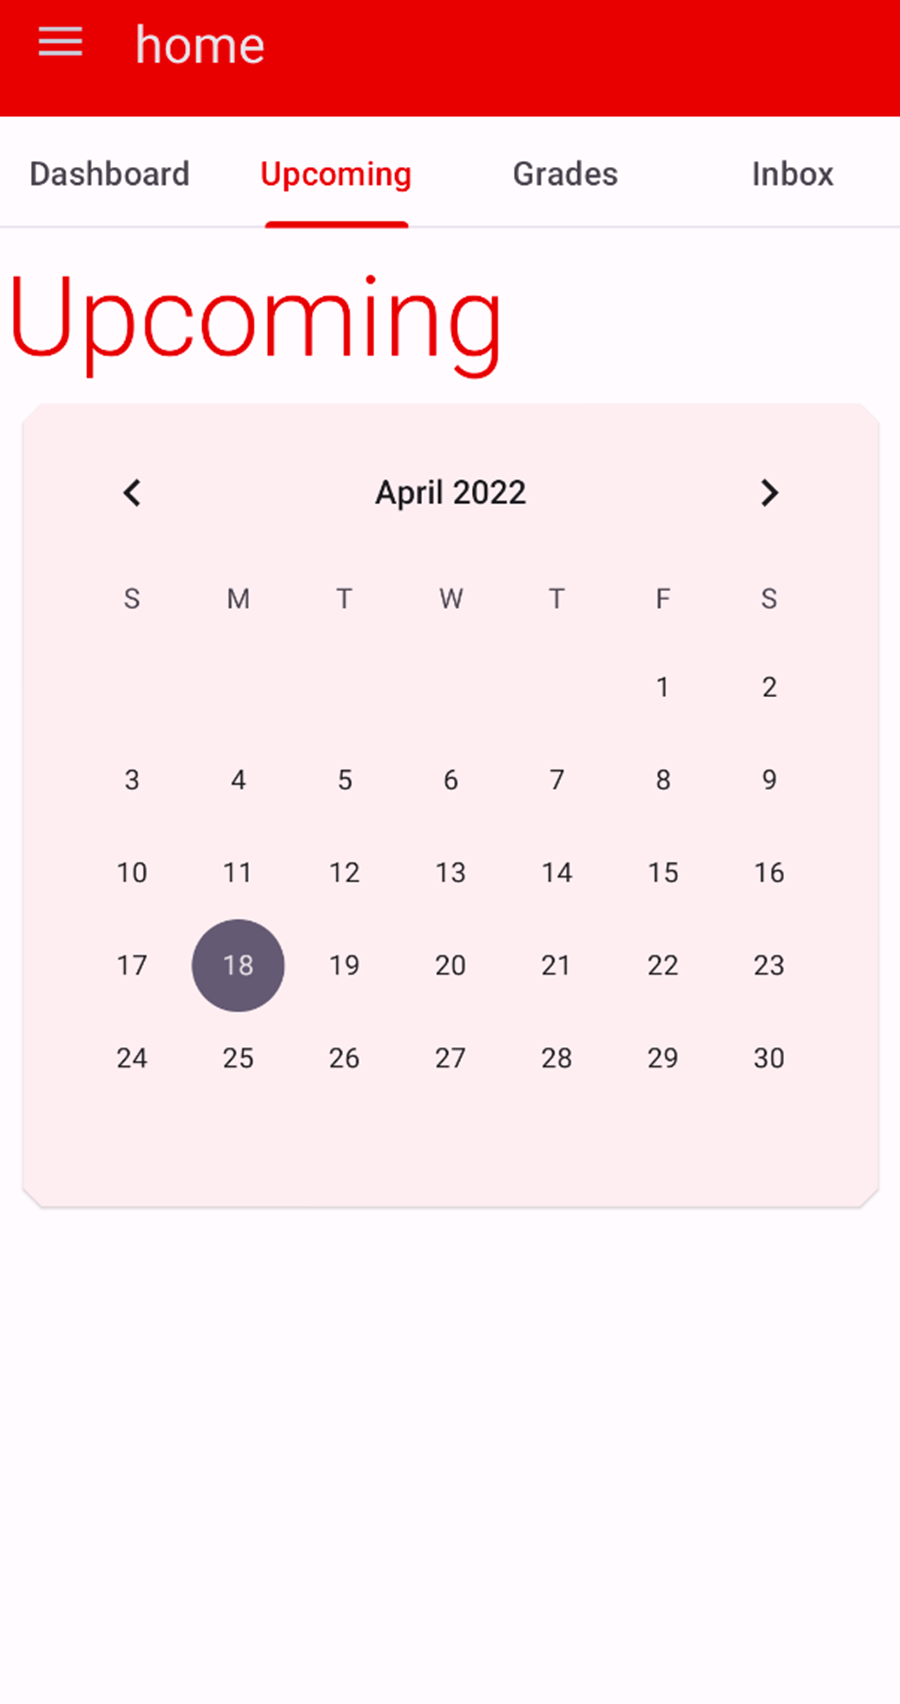 home
Dashboard Upcoming Grades Inbox
Upcoming
April 2022
S M T W T F S
1 2
3 4 5 6 7 8 9
10 11 12 13 14 15 16
17 18 19 20 21 22 23
24 25 26 27 28 29 30